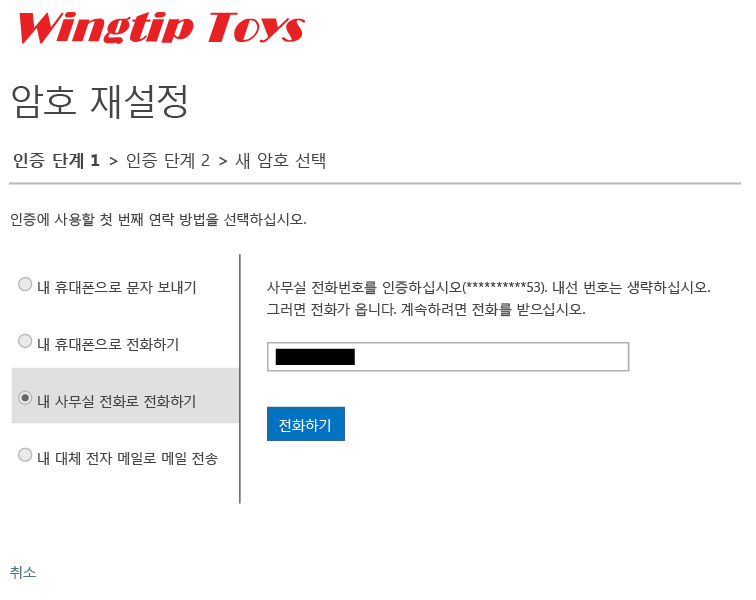 Wingtip Toys
암호 재설정
인증 단계 1 > 인증 단계 2 > 새 암호 선택
인증에 사용할 첫 번째 연락 방법을 선택하십시오.
내 휴대폰으로 문자 보내기
내 휴대폰으로 전화하기
내 사무실 전화로 전화하기
내 대체 전자 메일로 메일 전송
사무실 전화번호를 인증하십시오(**********53). 내선 번호는 생략하십시오.
그러면 전화가 옵니다. 계속하려면 전화를 받으십시오.
전화하기
취소